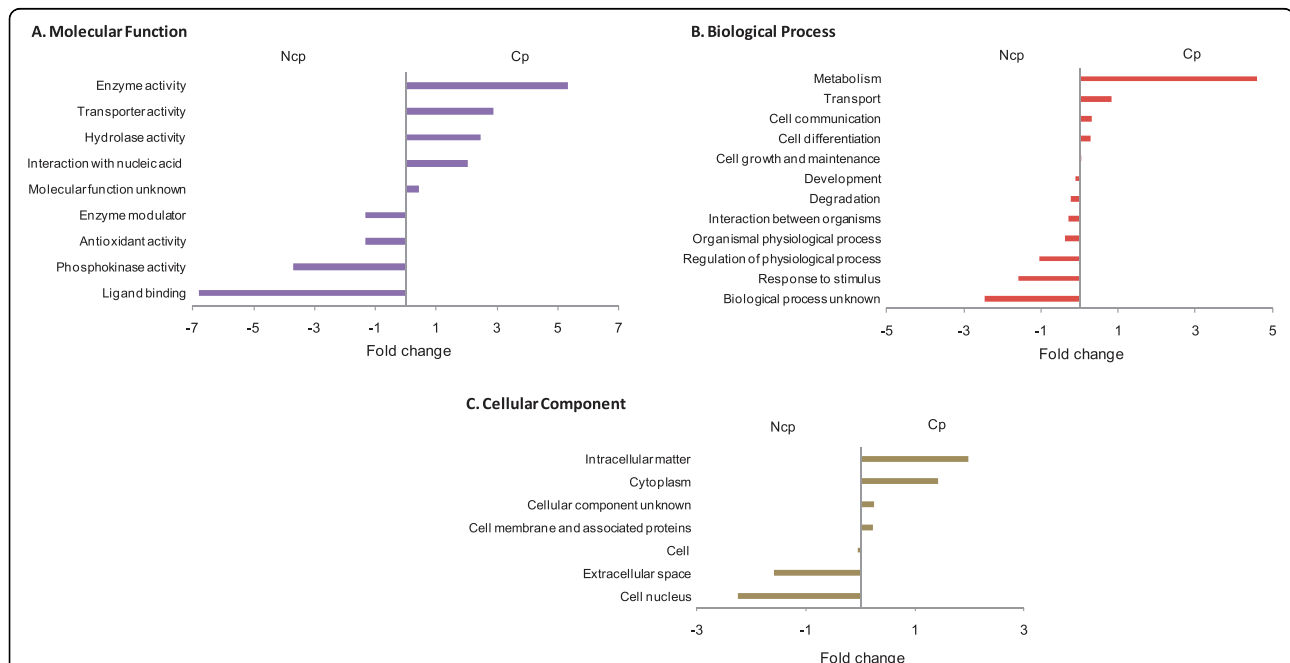 A. Molecular Function
Ncp Cp
Enzyme activity
Transporter activity
Hydrolase activity
Interaction with nucleic acid
Molecular function unknown
Enzyme modulator
Antioxidant activity
Phosphokinase activity
Ligand binding
-7 -5 -3 -1 1 3 5 7
Fold change
B. Biological Process
Ncp Cp
Metabolism
Transport
Cell communication
Cell differentiation
Cell growth and maintenance
Development
Degradation
Interaction between organisms
Organismal physiological process
Regulation of physiological process
Response to stimulus
Biological process unknown
-5 -3 -1 1 3 5
Fold change
C. Cellular Component
Ncp Cp
Intracellular matter
Cytoplasm
Cellular component unknown
Cell membrane and associated proteins
Cell
Extracellular space
Cell nucleus
-3 -1 1 3
Fold change